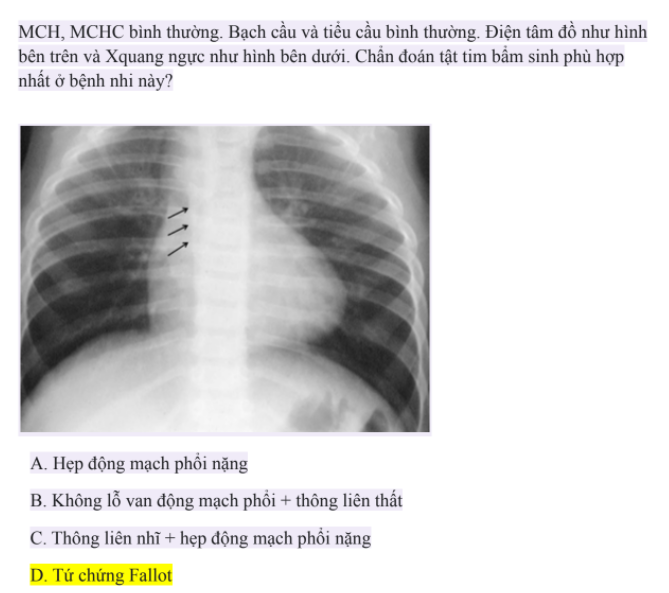 MCH, MCHC bình thường. Bạch cầu và tiểu cầu bình thường. Điện tâm đồ như hình
bên trên và Xquang ngực như hình bên dưới. Chẩn đoán tật tim bẩm sinh phù hợp
nhất ở bệnh nhi này?
A. Hẹp động mạch phổi nặng
B. Không lỗ van động mạch phổi + thông liên thất
C. Thông liên nhĩ + hẹp động mạch phổi nặng
D. Tứ chứng Fallot